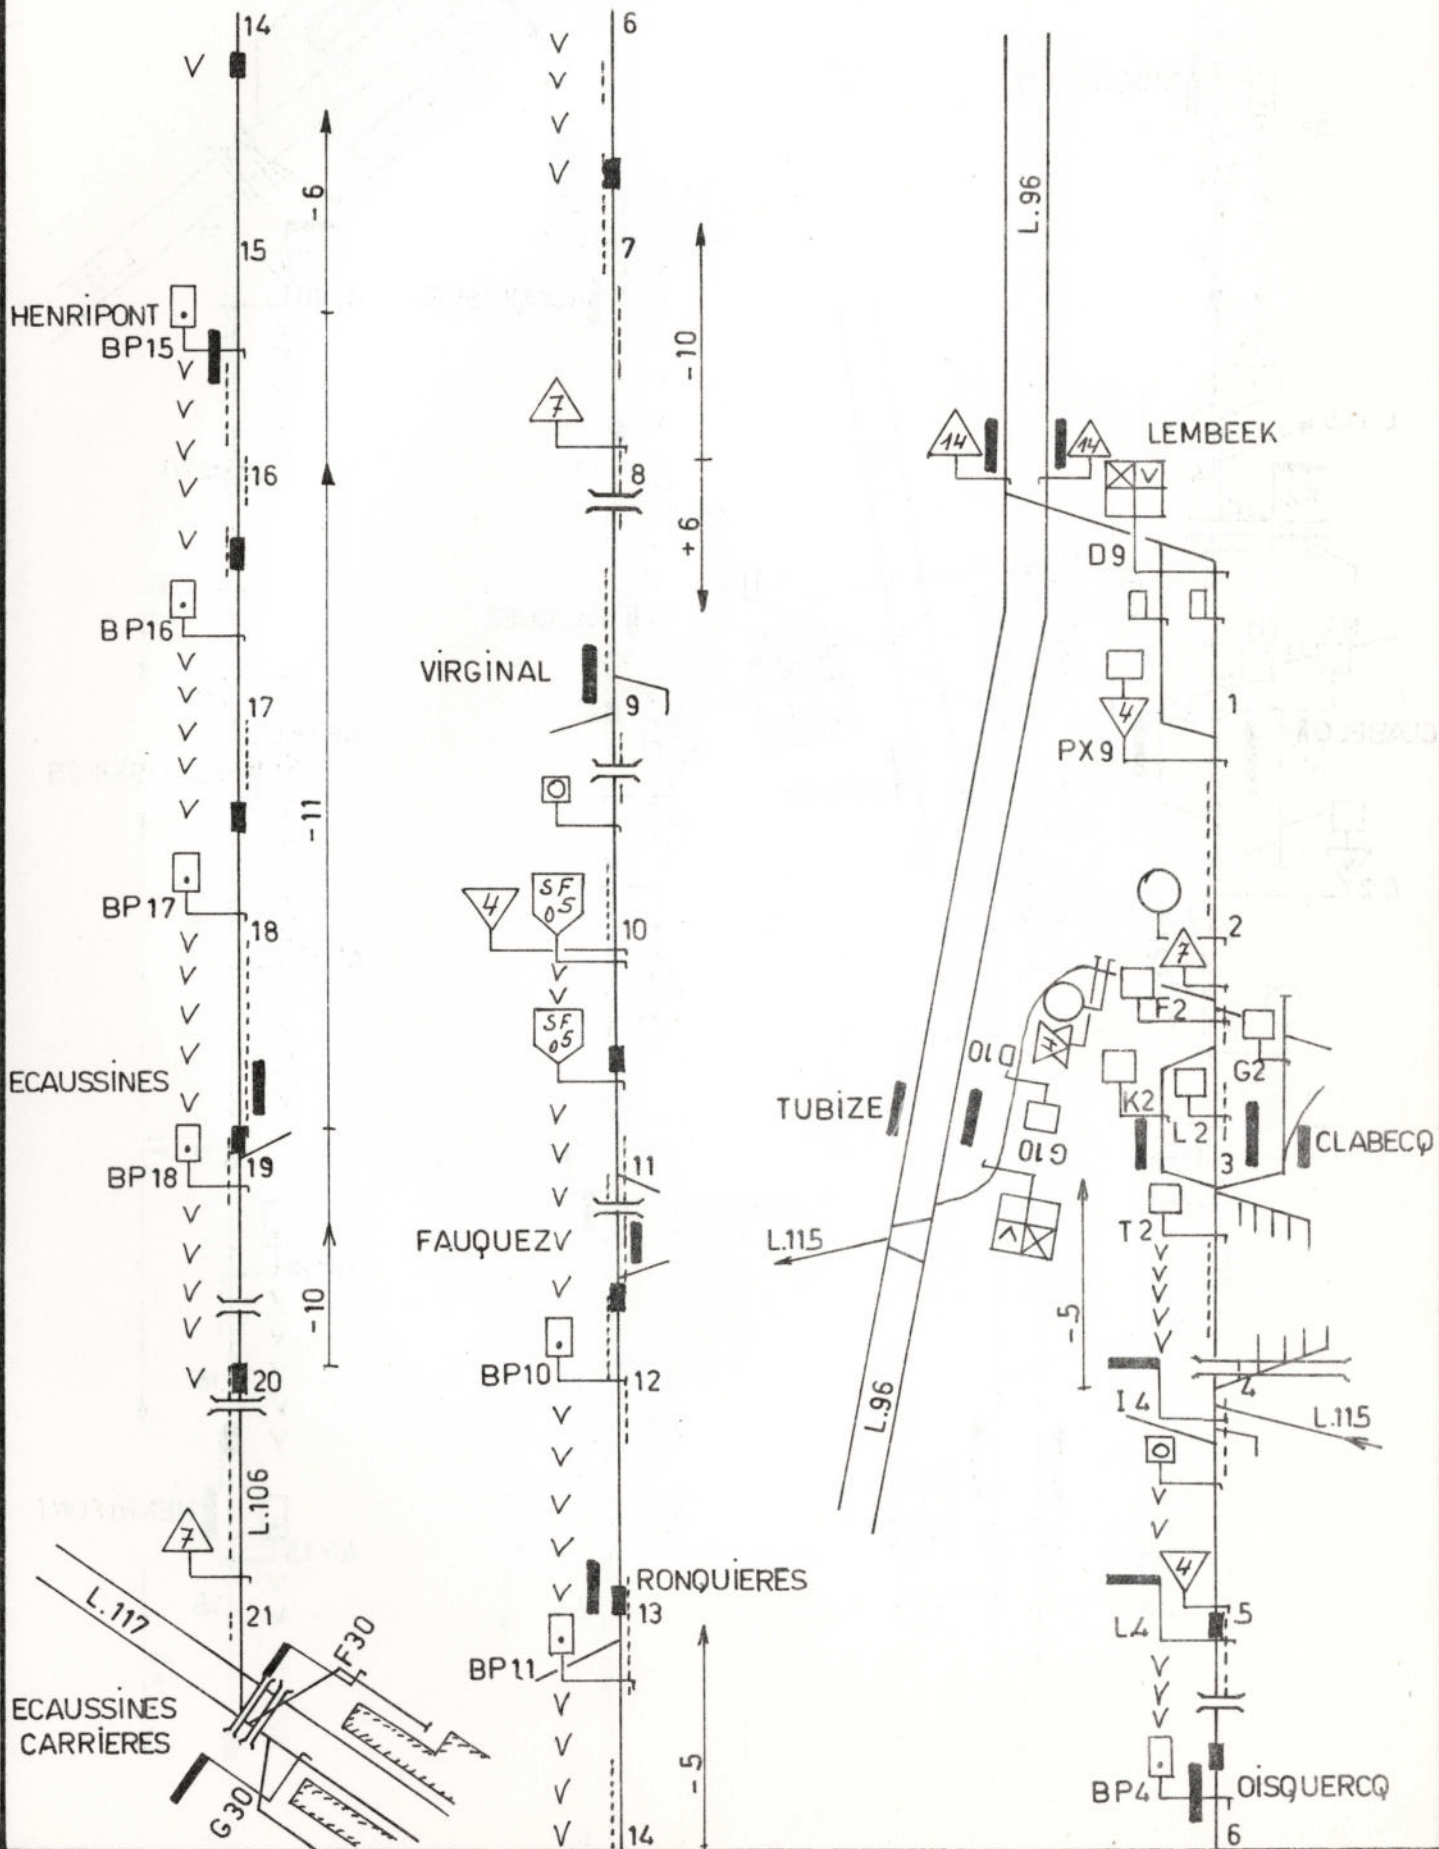 14
V
-6
15
HENRIPONT
BP15
V
V
V
V
16
V
BP16
V
V
V
V
17
V
-11
BP17
18
V
V
V
V
ECAUSSINES
V
BP18
19
V
V
V
V
-10
V
20
L.106
7
21
L.117
F30
ECAUSSINES
CARRIERES
G30
6
V
V
V
V
7
-10
7
8
+6
VIRGINAL
9
4
SF
05
10
V
V
SF
05
V
V
11
V
FAUQUEZ
V
V
BP10
12
V
V
V
V
V
RONQUIERES
13
BP11
V
V
-5
V
V
14
L.96
14
14
LEMBEEK
V
D9
1
4
PX9
2
7
F2
4
D10
G2
K2
L2
TUBIZE
G10
CLABECQ
3
T2
V
L.115
V
V
V
V
V
-5
4
I4
L.115
L.96
V
V
4
5
L4
V
V
V
BP4
OISQUERCQ
6